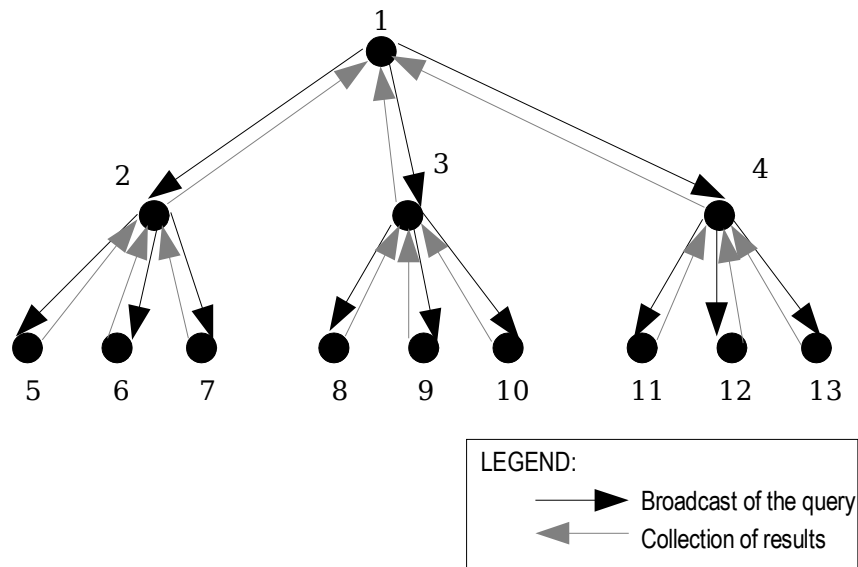 1
2
3
4
5 6 7 8 9 10 11 12 13
LEGEND:
Broadcast of the query
Collection of results